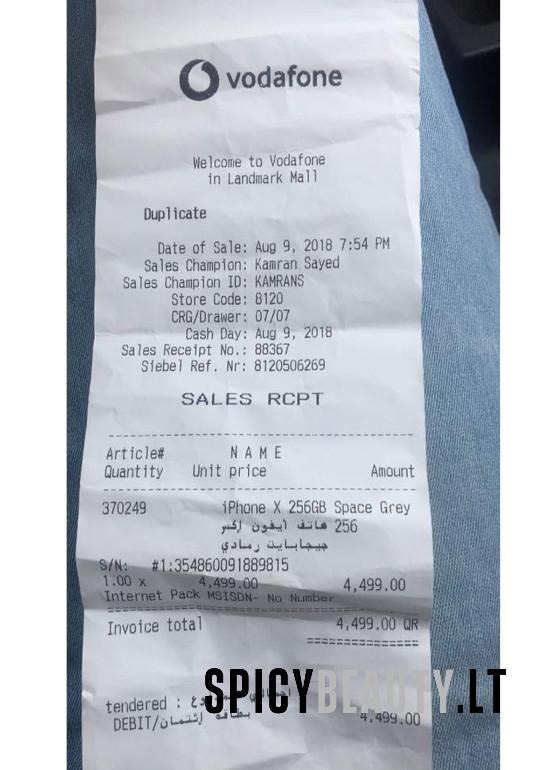 vodafone
Welcome to Vodafone
in Landmark Mall
Duplicate
Date of Sale: Aug 9, 2018 7:54 PM
Sales Champion: Kamran Sayed
Sales Champion ID: KAMRANS
Store Code: 8120
CRG/Drawer: 07/07
Cash Day: Aug 9, 2018
Sales Receipt No.: 88367
Siebel Ref. Nr: 8120506269
SALES RCPT
Article# NAME
Quantity Unit price Amount
370249 iPhone X 256GB Space Grey
256 هاتف آيفون إكس
جيجابايت رمادي
S/N: #1:354860091889815
1.00 x 4,499.00 4,499.00
Internet Pack MSISDN- No Number
Invoice total 4,499.00 QR
SPICYBEAUTY.LT
tendered :
DEBIT/بطاقة إئتمان 4,499.00